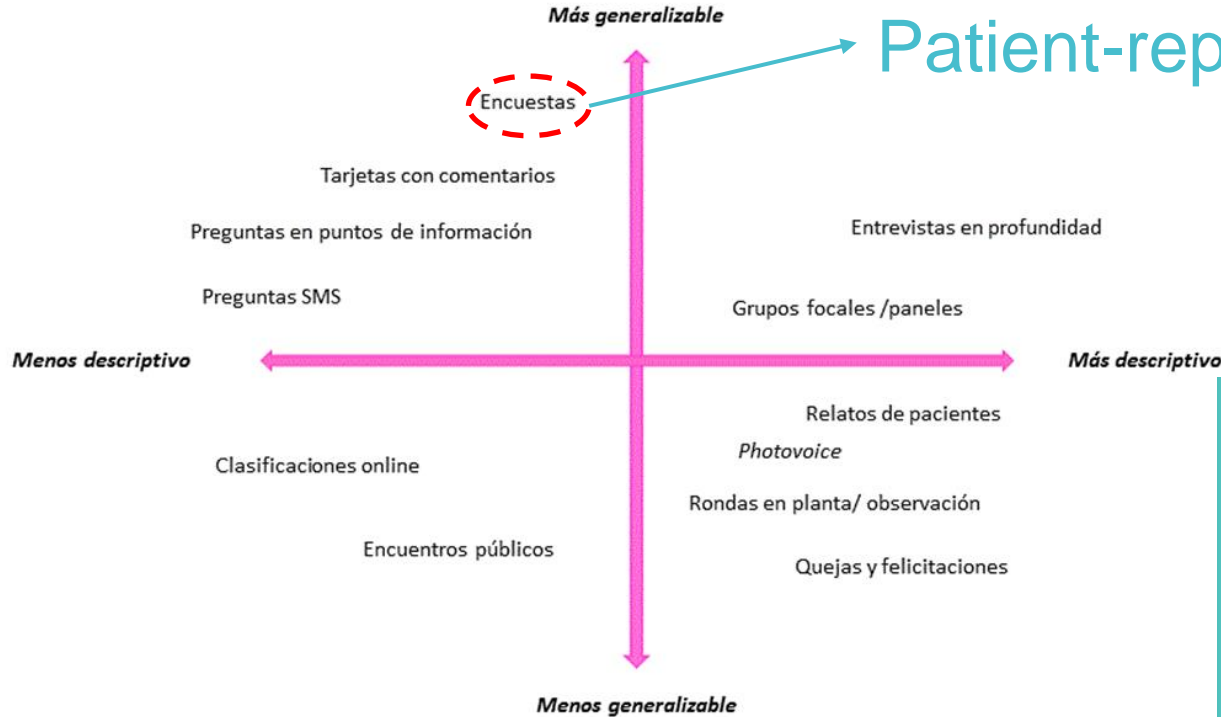 Más generalizable
Patient-rep
Encuestas
Tarjetas con comentarios
Preguntas en puntos de información
Entrevistas en profundidad
Preguntas SMS
Grupos focales /paneles
Menos descriptivo
Más descriptivo
Relatos de pacientes
Photovoice
Clasificaciones online
Rondas en planta/ observación
Encuentros públicos
Quejas y felicitaciones
Menos generalizable